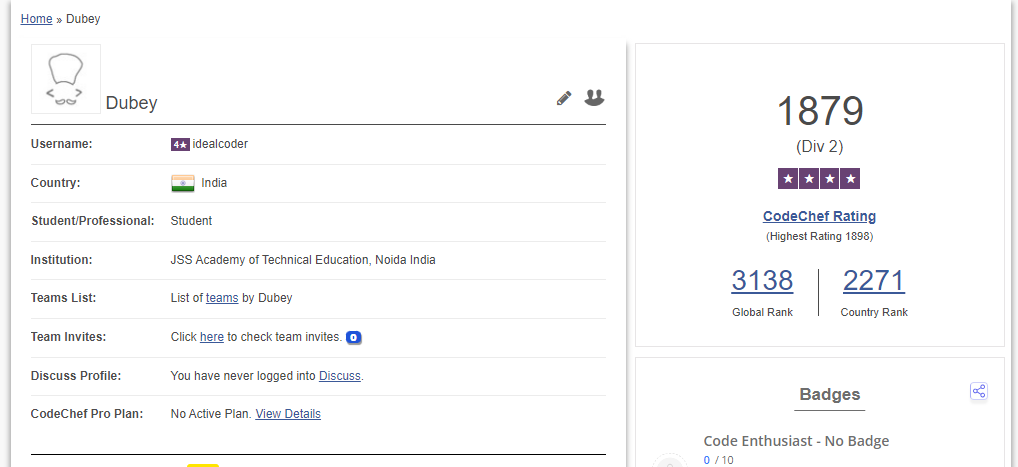 Home » Dubey
Dubey
Username: 4★ idealcoder
Country: India
Student/Professional: Student
Institution: JSS Academy of Technical Education, Noida India
Teams List: List of teams by Dubey
Team Invites: Click here to check team invites. 0
Discuss Profile: You have never logged into Discuss.
CodeChef Pro Plan: No Active Plan. View Details
1879
(Div 2)
★★★★
CodeChef Rating
(Highest Rating 1898)
3138 2271
Global Rank Country Rank
Badges
Code Enthusiast - No Badge
0 / 10